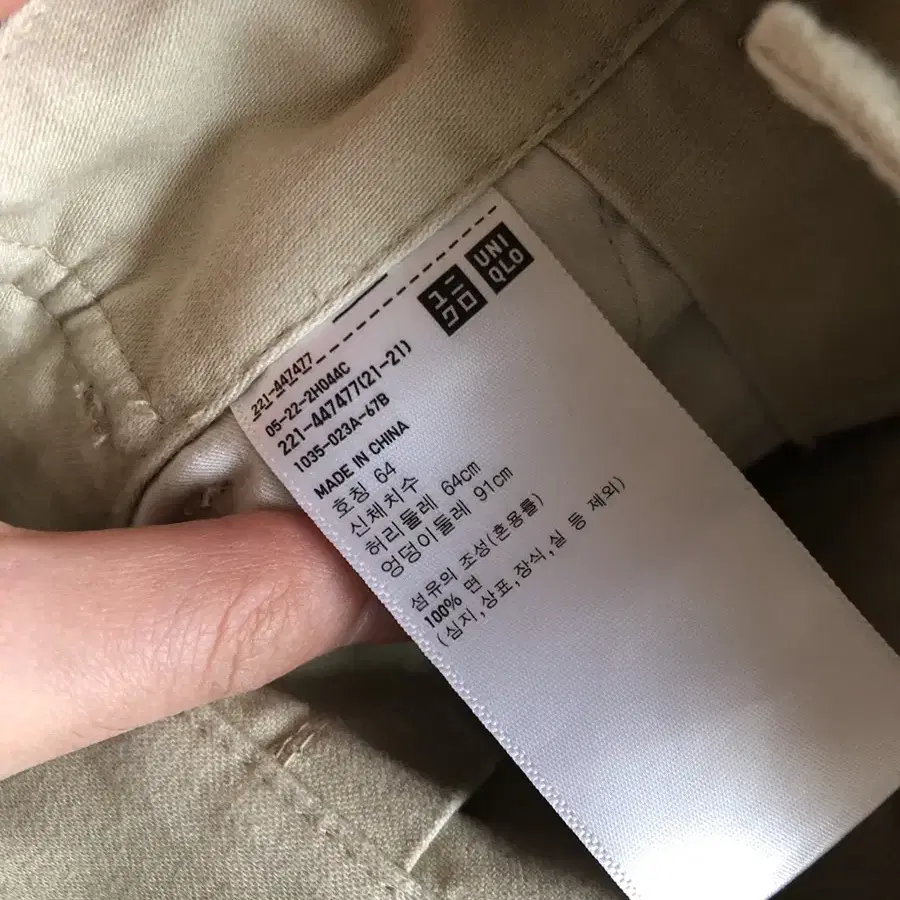 ユニ
クロ
UNI
QLO
221-447477
05-22-2H044C
221-447477(21-21)
1035-023A-67B
MADE IN CHINA
호칭 64
신체치수
허리둘레 64cm
엉덩이둘레 91cm
섬유의 조성(혼용률)
100% 면
(심지,상표,장식,실 등 제외)